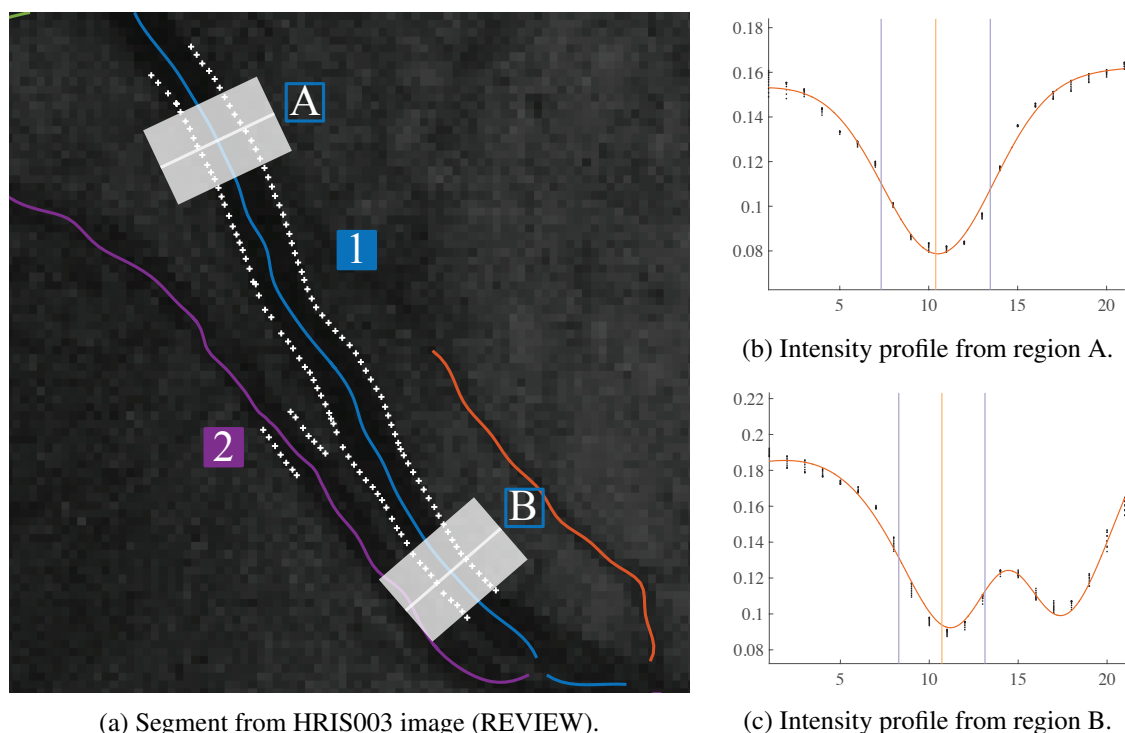 A
1
2
B
(a) Segment from HRIS003 image (REVIEW).
0.18
0.16
0.14
0.12
0.1
0.08
5 10 15 20
(b) Intensity profile from region A.
0.22
0.2
0.18
0.16
0.14
0.12
0.1
0.08
5 10 15 20
(c) Intensity profile from region B.